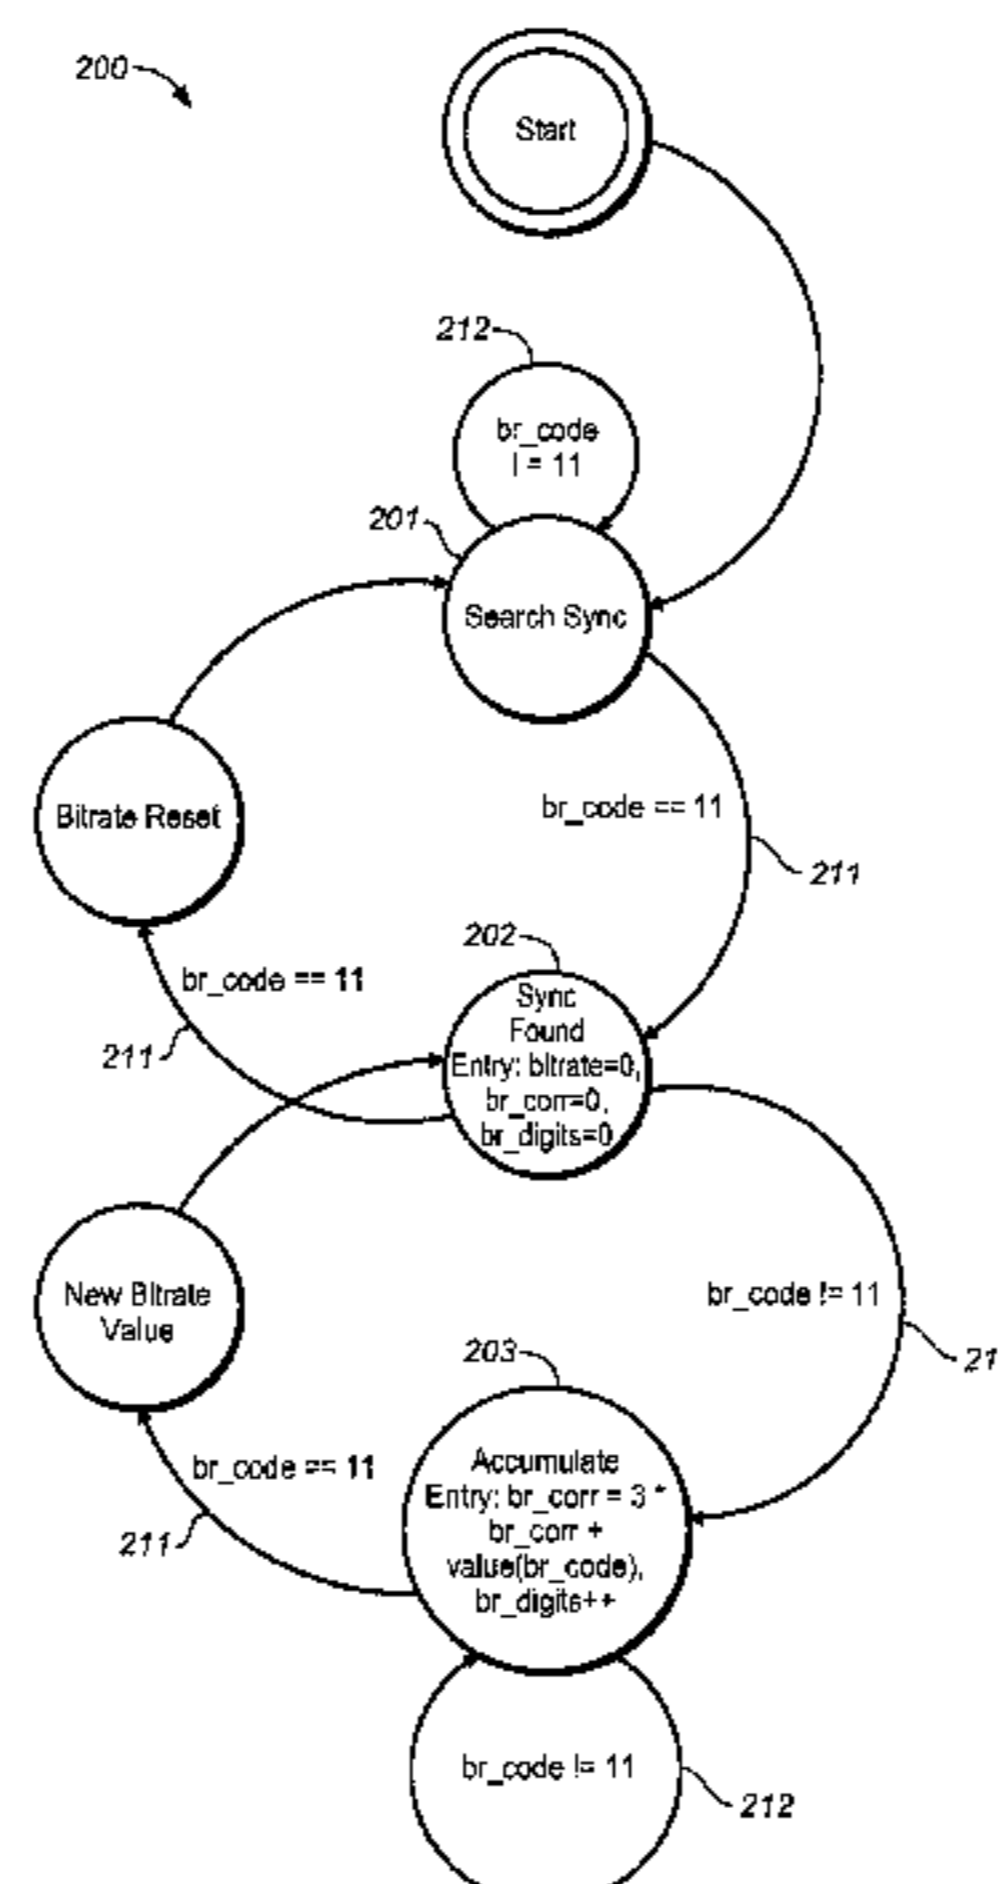 200
Start
212
br_code
! = 11
201
Search Sync
Bitrate Reset
br_code == 11
211
202
Sync
Found
Entry: bitrate=0,
br_corr=0,
br_digits=0
br_code == 11
211
New Bitrate
Value
br_code != 11
21
203
Accumulate
Entry: br_corr = 3 *
br_corr +
value(br_code),
br_digits++
br_code == 11
211
br_code != 11
212